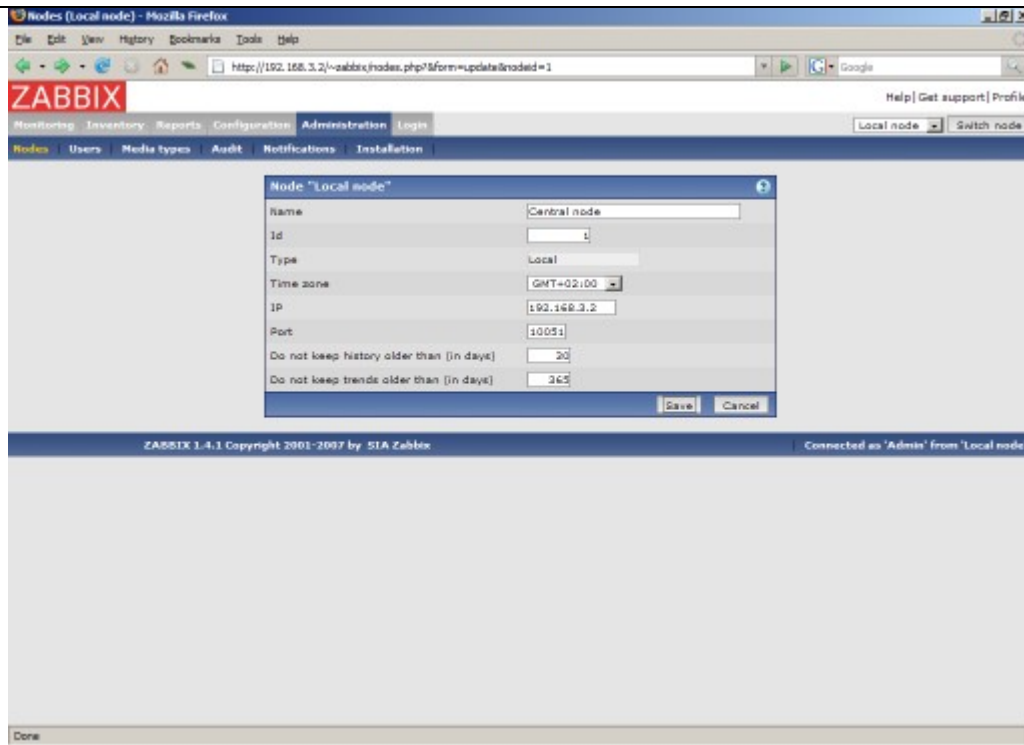 Nodes (Local node) - Mozilla Firefox
File Edit View History Bookmarks Tools Help
http://192.168.3.2/~zabbix/nodes.php?&form=update&nodeid=1 Google
ZABBIX Help| Get support| Profile
Monitoring Inventory Reports Configuration Administration Login Local node Switch node
Nodes | Users | Media types | Audit | Notifications | Installation |
Node "Local node"
Name Central node
Id 1
Type Local
Time zone GMT+02:00
IP 192.168.3.2
Port 10051
Do not keep history older than (in days) 30
Do not keep trends older than (in days) 365
Save Cancel
ZABBIX 1.4.1 Copyright 2001-2007 by SIA Zabbix Connected as 'Admin' from 'Local node
Done